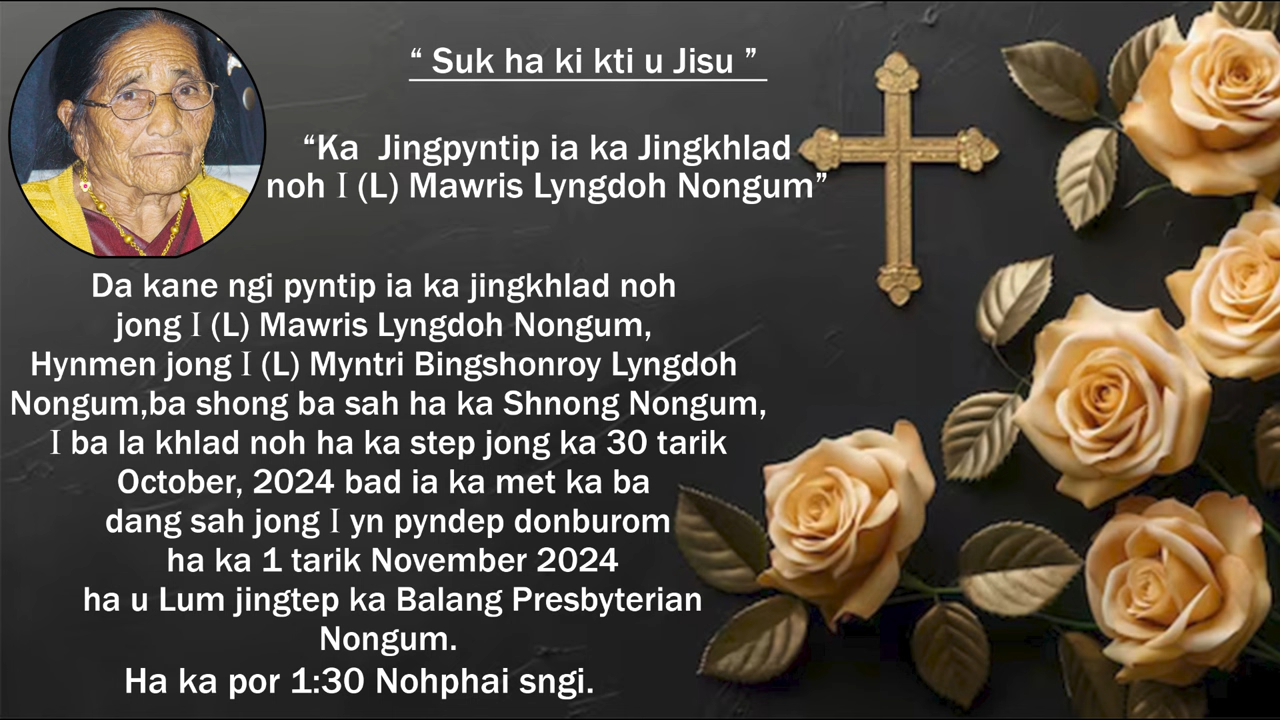 “ Suk ha ki kti u Jisu ”
“Ka Jingpyntip ia ka Jingkhlad
noh I (L) Mawris Lyngdoh Nongum”
Da kane ngi pyntip ia ka jingkhlad noh
jong I (L) Mawris Lyngdoh Nongum,
Hynmen jong I (L) Myntri Bingshonroy Lyngdoh
Nongum,ba shong ba sah ha ka Shnong Nongum,
I ba la khlad noh ha ka step jong ka 30 tarik
October, 2024 bad ia ka met ka ba
dang sah jong I yn pyndep donburom
ha ka 1 tarik November 2024
ha u Lum jingtep ka Balang Presbyterian
Nongum.
Ha ka por 1:30 Nohphai sngi.